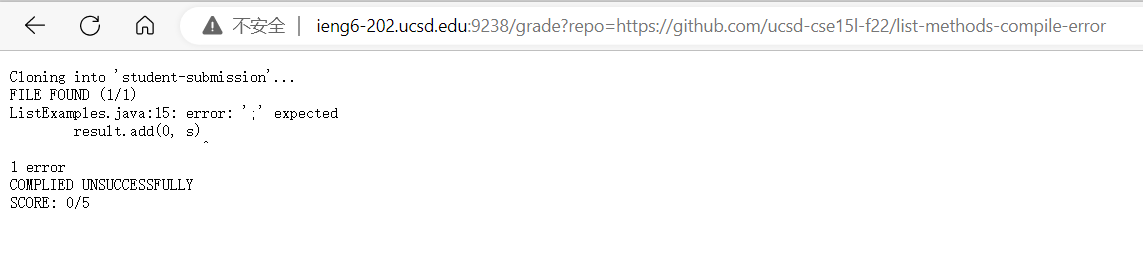 不安全 | ieng6-202.ucsd.edu:9238/grade?repo=https://github.com/ucsd-cse15l-f22/list-methods-compile-error
Cloning into 'student-submission'...
FILE FOUND (1/1)
ListExamples.java:15: error: ';' expected
        result.add(0, s)
                        ^
1 error
COMPLIED UNSUCCESSFULLY
SCORE: 0/5